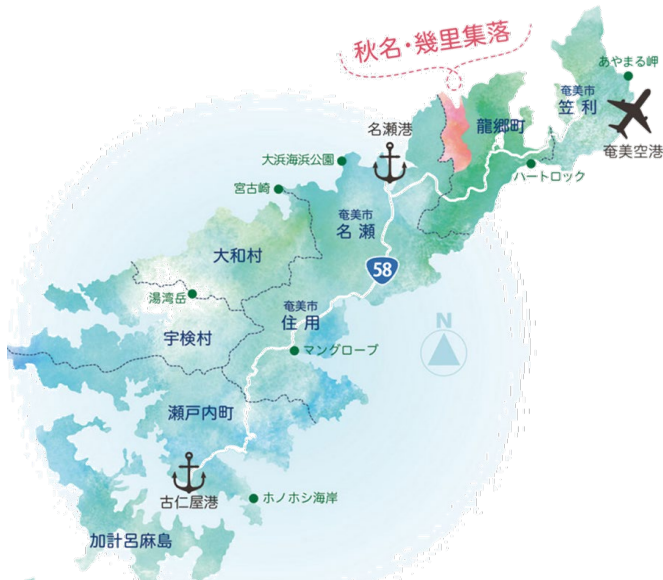 秋名・幾里集落
あやまる岬
奄美市
笠利
奄美空港
龍郷町
名瀬港
ハートロック
大浜海浜公園
宮古崎
奄美市
名瀬
大和村
58
湯湾岳
奄美市
住用
宇検村
N
マングローブ
瀬戸内町
古仁屋港
ホノホシ海岸
加計呂麻島